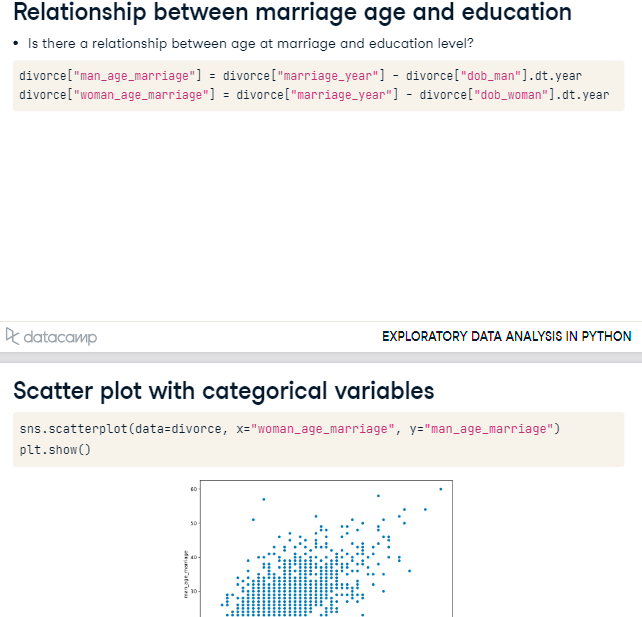 Relationship between marriage age and education
• Is there a relationship between age at marriage and education level?
divorce["man_age_marriage"] = divorce["marriage_year"] - divorce["dob_man"].dt.year
divorce["woman_age_marriage"] = divorce["marriage_year"] - divorce["dob_woman"].dt.year
datacamp
EXPLORATORY DATA ANALYSIS IN PYTHON
Scatter plot with categorical variables
sns.scatterplot(data=divorce, x="woman_age_marriage", y="man_age_marriage")
plt.show()
60
50
40
30
man_age_marriage